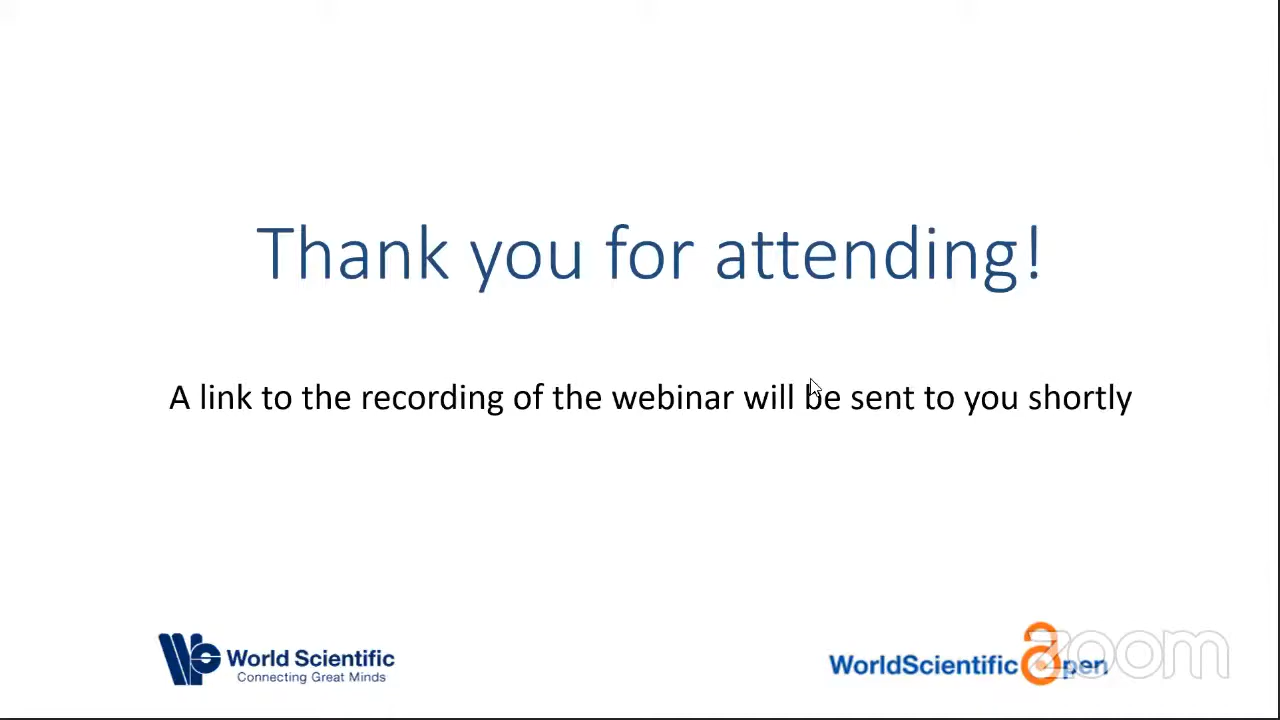 Thank you for attending!
A link to the recording of the webinar will be sent to you shortly
World Scientific
Connecting Great Minds
WorldScientific Open
zoom